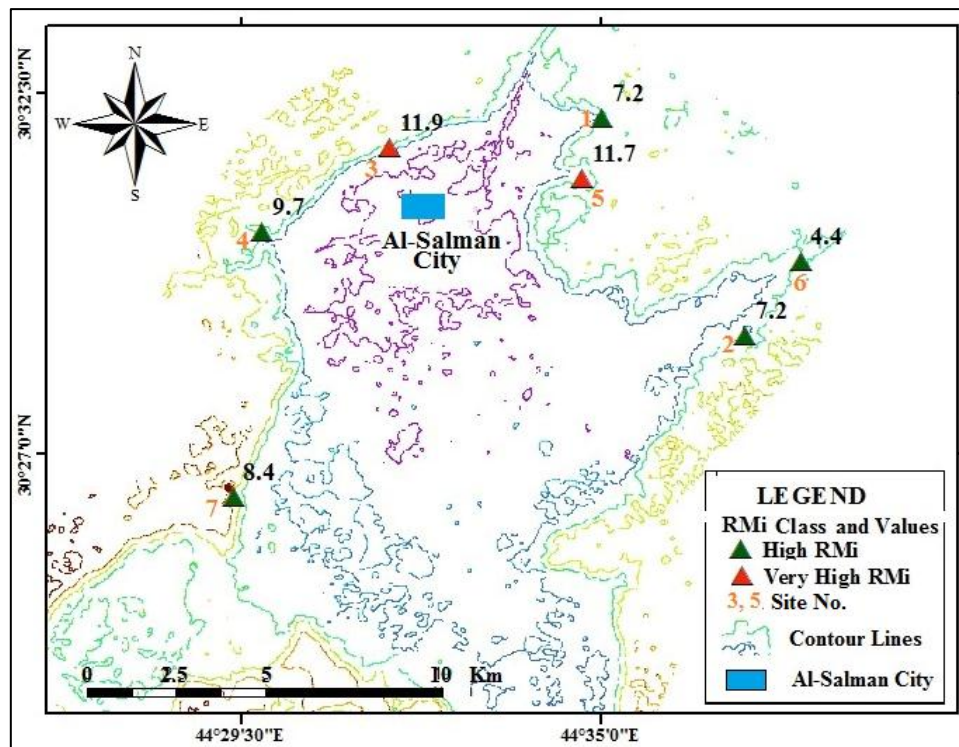 N
W E
S
30°32'30"N
30°27'0"N
7.2
1
11.9
3
11.7
5
9.7
4
Al-Salman
City
4.4
6
7.2
2
8.4
7
LEGEND
RMi Class and Values
High RMi
Very High RMi
3, 5 Site No.
Contour Lines
Al-Salman City
0 2.5 5 10 Km
44°29'30"E 44°35'0"E